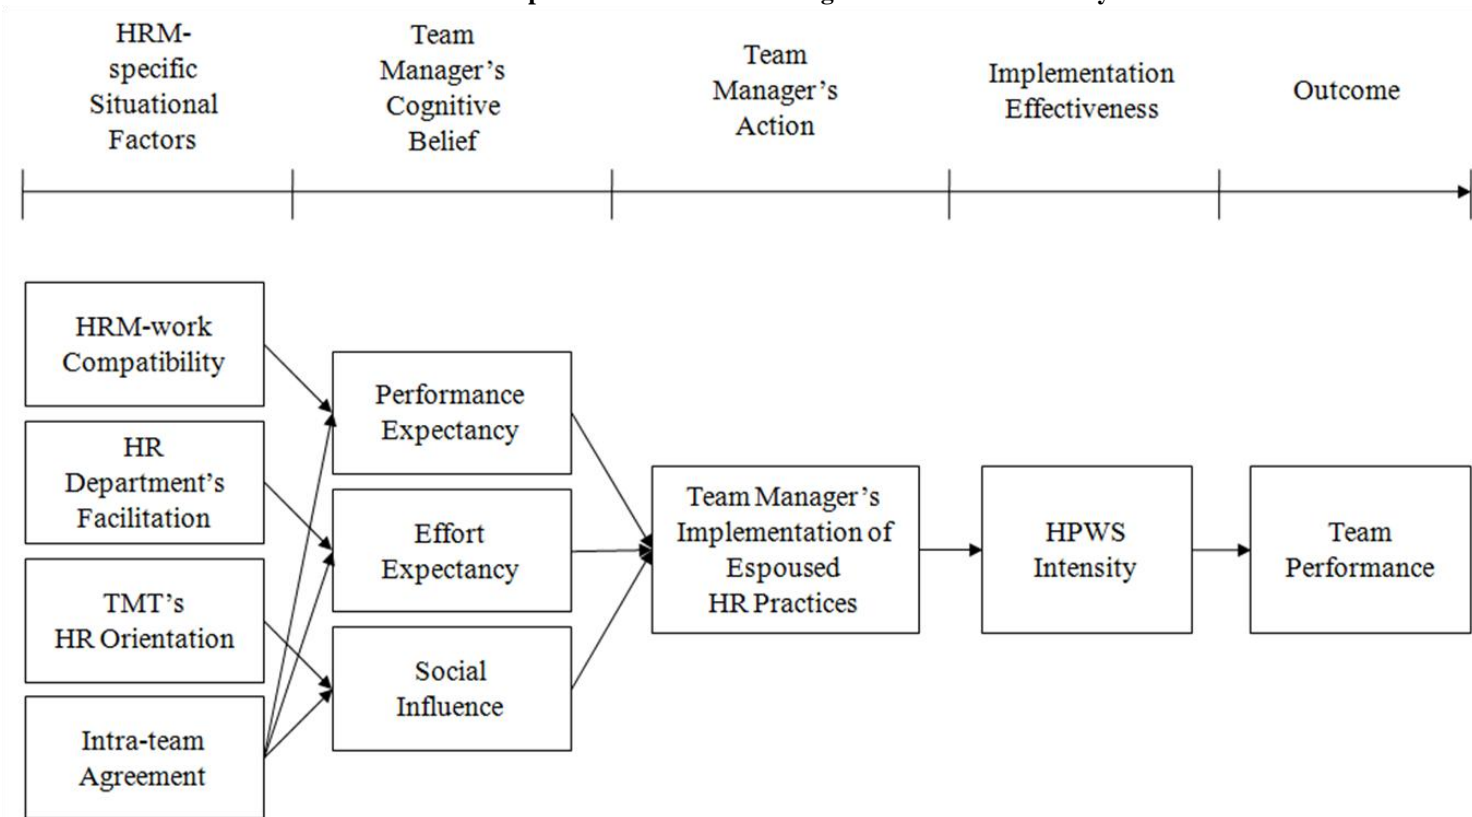 HRM-
specific
Situational
Factors
Team
Manager’s
Cognitive
Belief
Team
Manager’s
Action
Implementation
Effectiveness
Outcome
HRM-work
Compatibility
HR
Department’s
Facilitation
TMT’s
HR Orientation
Intra-team
Agreement
Performance
Expectancy
Effort
Expectancy
Social
Influence
Team Manager’s
Implementation of
Espoused
HR Practices
HPWS
Intensity
Team
Performance